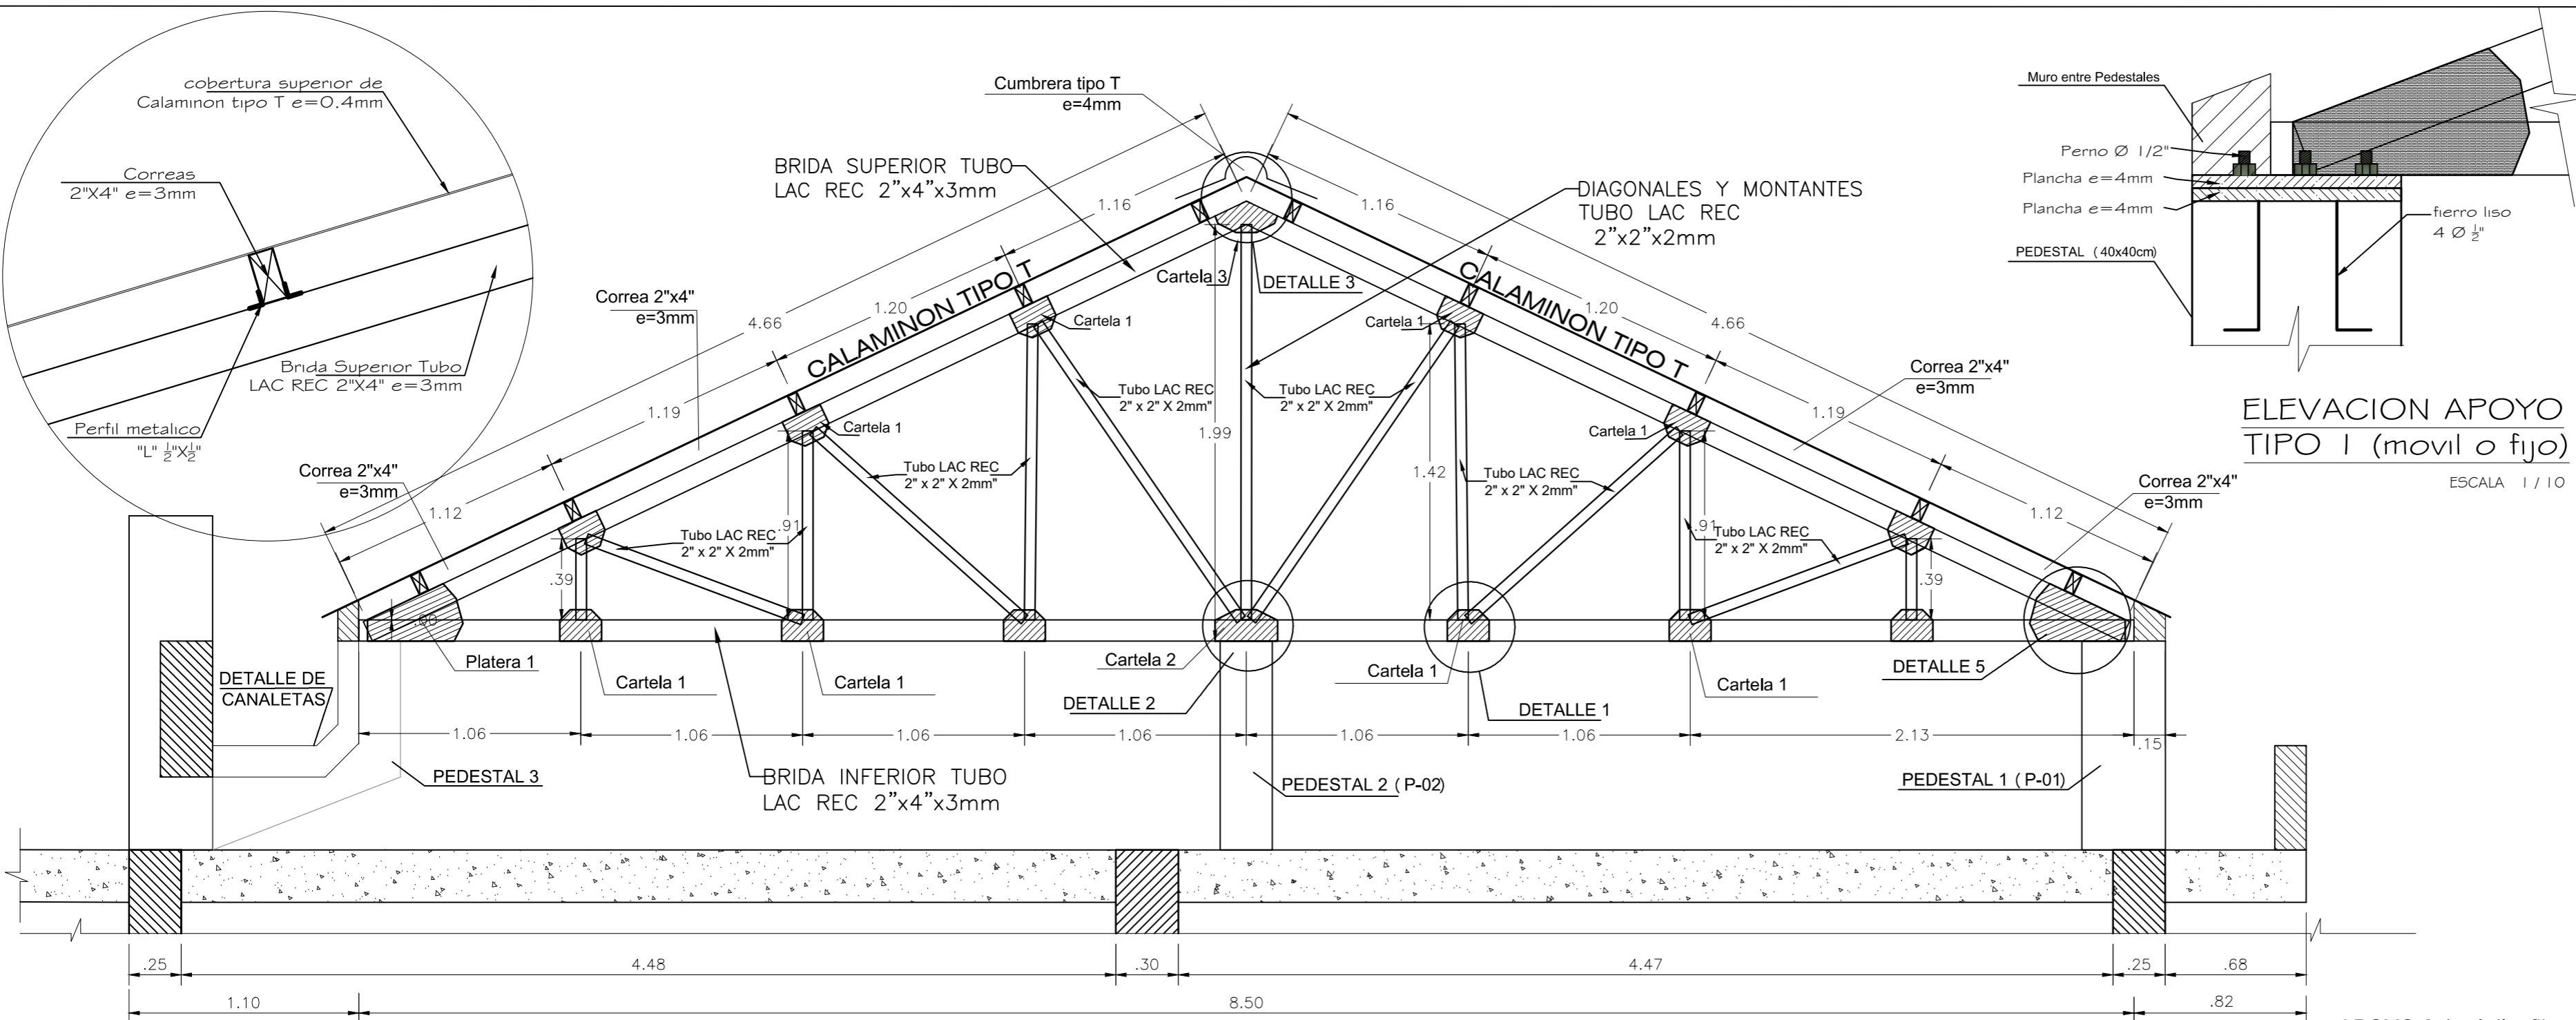 cobertura superior de
Calaminon tipo T e=0.4mm
Correas
2"X4" e=3mm
Brida Superior Tubo
LAC REC 2"X4" e=3mm
Perfil metalico
"L" ½"X½"
Cumbrera tipo T
e=4mm
BRIDA SUPERIOR TUBO
LAC REC 2"x4"x3mm
DIAGONALES Y MONTANTES
TUBO LAC REC
2"x2"x2mm
Muro entre Pedestales
Perno Ø 1/2"
Plancha e=4mm
Plancha e=4mm
PEDESTAL (40x40cm)
fierro liso
4 Ø ½"
ELEVACION APOYO
TIPO 1 (movil o fijo)
ESCALA 1/10
1.16
1.16
4.66
1.20
1.20
4.66
1.19
1.19
1.12
1.12
CALAMINON TIPO T
CALAMINON TIPO T
Cartela 3
DETALLE 3
Correa 2"x4"
e=3mm
Correa 2"x4"
e=3mm
Correa 2"x4"
e=3mm
Correa 2"x4"
e=3mm
Cartela 1
Cartela 1
Cartela 1
Cartela 1
Tubo LAC REC
2" x 2" X 2mm"
Tubo LAC REC
2" x 2" X 2mm"
Tubo LAC REC
2" x 2" X 2mm"
Tubo LAC REC
2" x 2" X 2mm"
Tubo LAC REC
2" x 2" X 2mm"
Tubo LAC REC
2" x 2" X 2mm"
1.99
1.42
.91
.91
.39
.39
.00
Platera 1
Cartela 1
Cartela 1
Cartela 2
Cartela 1
Cartela 1
DETALLE 5
DETALLE 2
DETALLE 1
DETALLE DE
CANALETAS
1.06
1.06
1.06
1.06
1.06
1.06
2.13
.15
PEDESTAL 3
BRIDA INFERIOR TUBO
LAC REC 2"x4"x3mm
PEDESTAL 2 ( P-02)
PEDESTAL 1 ( P-01)
.25
4.48
.30
4.47
.25
.68
1.10
8.50
.82